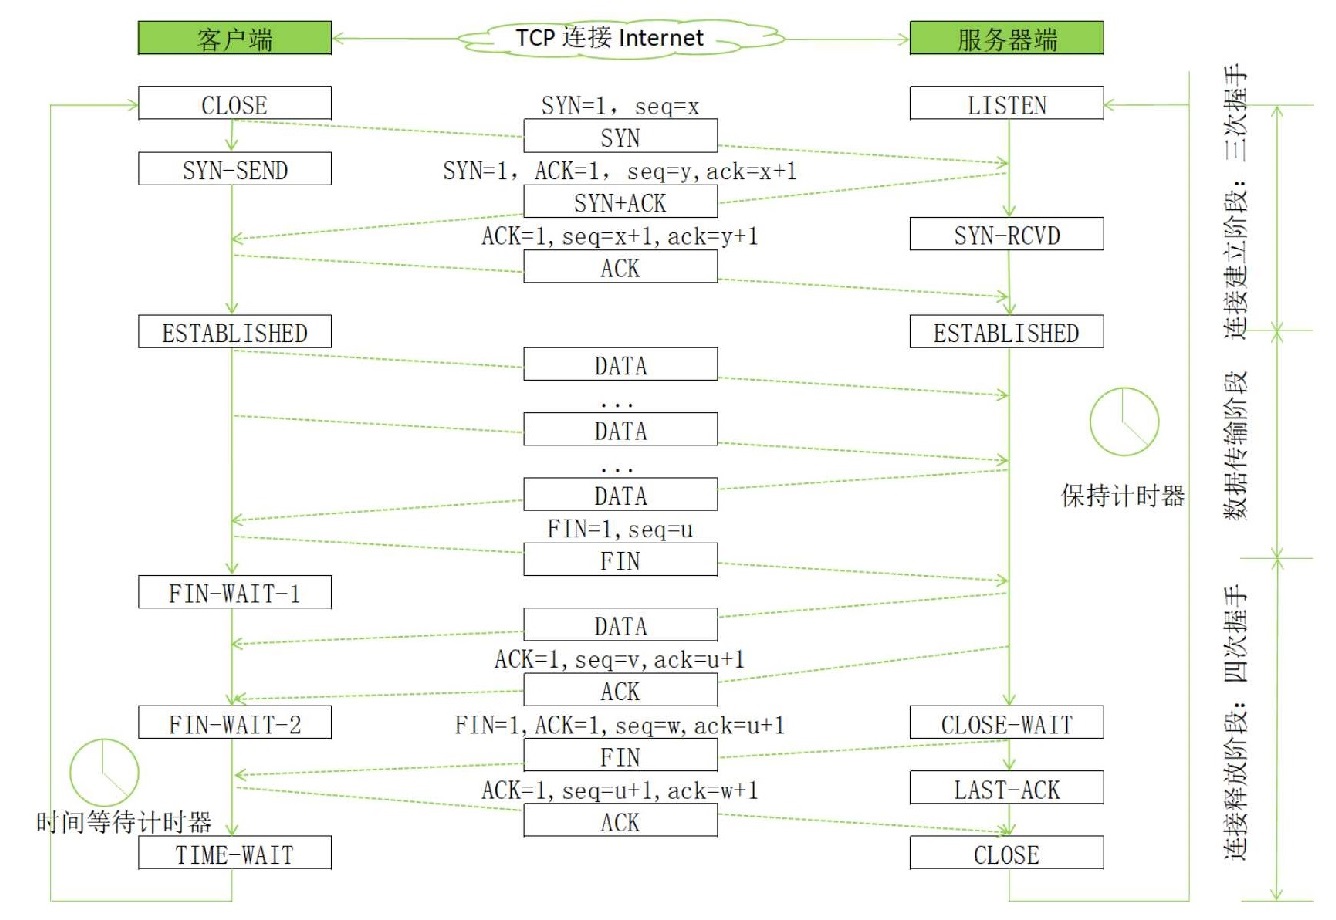 客户端
TCP 连接 Internet
服务器端
CLOSE
SYN=1, seq=x
LISTEN
SYN
SYN-SEND
SYN=1, ACK=1, seq=y,ack=x+1
SYN+ACK
ACK=1,seq=x+1,ack=y+1
SYN-RCVD
ACK
ESTABLISHED
ESTABLISHED
DATA
...
DATA
...
DATA
保持计时器
FIN=1,seq=u
FIN
FIN-WAIT-1
DATA
ACK=1,seq=v,ack=u+1
ACK
FIN-WAIT-2
FIN=1,ACK=1,seq=w,ack=u+1
CLOSE-WAIT
FIN
ACK=1,seq=u+1,ack=w+1
LAST-ACK
时间等待计时器
ACK
TIME-WAIT
CLOSE
连接建立阶段: 三次握手
数据传输阶段
连接释放阶段: 四次握手